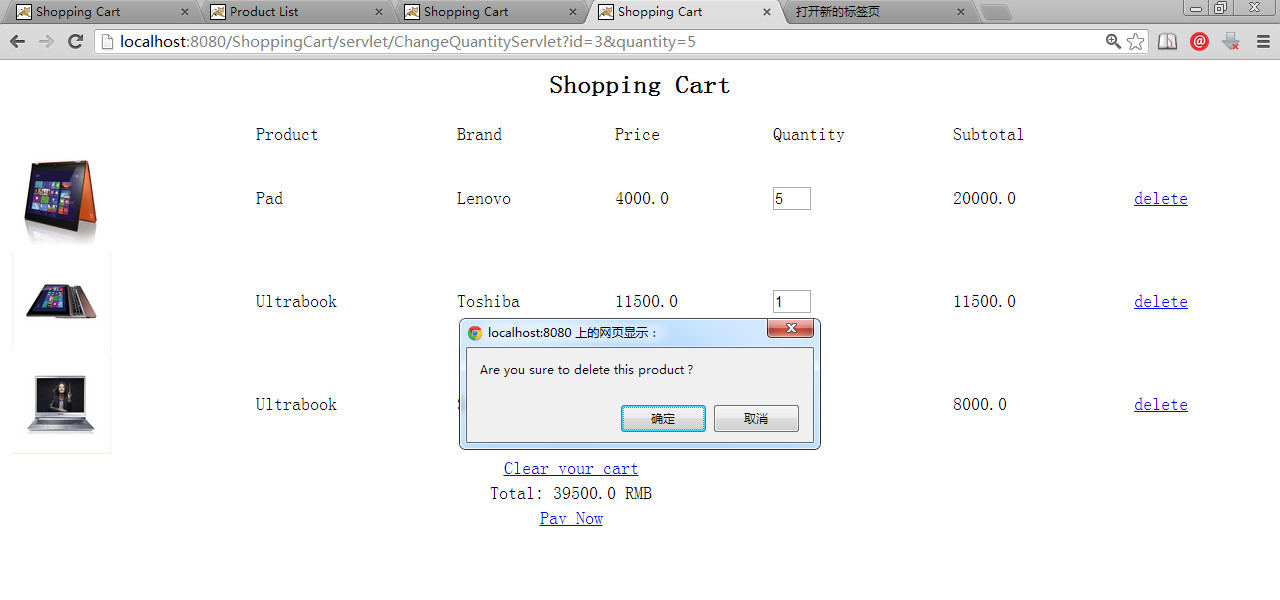 Shopping Cart Product List Shopping Cart Shopping Cart 打开新的标签页
localhost:8080/ShoppingCart/servlet/ChangeQuantityServlet?id=3&quantity=5
Shopping Cart
Product Brand Price Quantity Subtotal
Pad Lenovo 4000.0 5 20000.0 delete
Ultrabook Toshiba 11500.0 1 11500.0 delete
localhost:8080 上的网页显示：
Are you sure to delete this product ?
Ultrabook 8000.0 delete
确定 取消
Clear your cart
Total: 39500.0 RMB
Pay Now